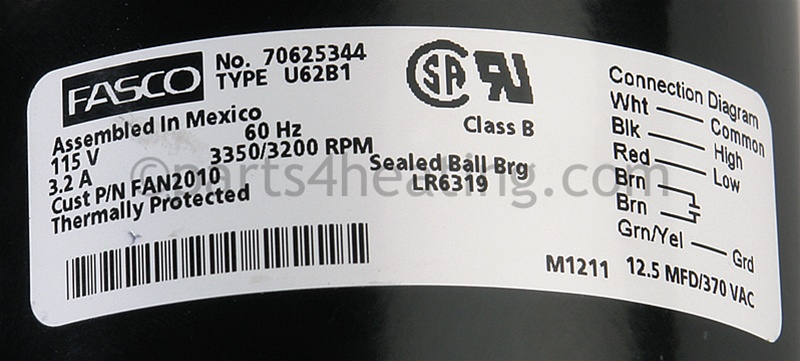 FASCO
No. 70625344
TYPE U62B1
Assembled In Mexico
115 V 60 Hz
3.2 A 3350/3200 RPM
Cust P/N FAN2010
Thermally Protected
SA
UR
Class B
Sealed Ball Brg
LR6319
Connection Diagram
Wht Common
Blk High
Red Low
Brn
Brn
Grn/Yel Grd
M1211 12.5 MFD/370 VAC
©parts4heating.com